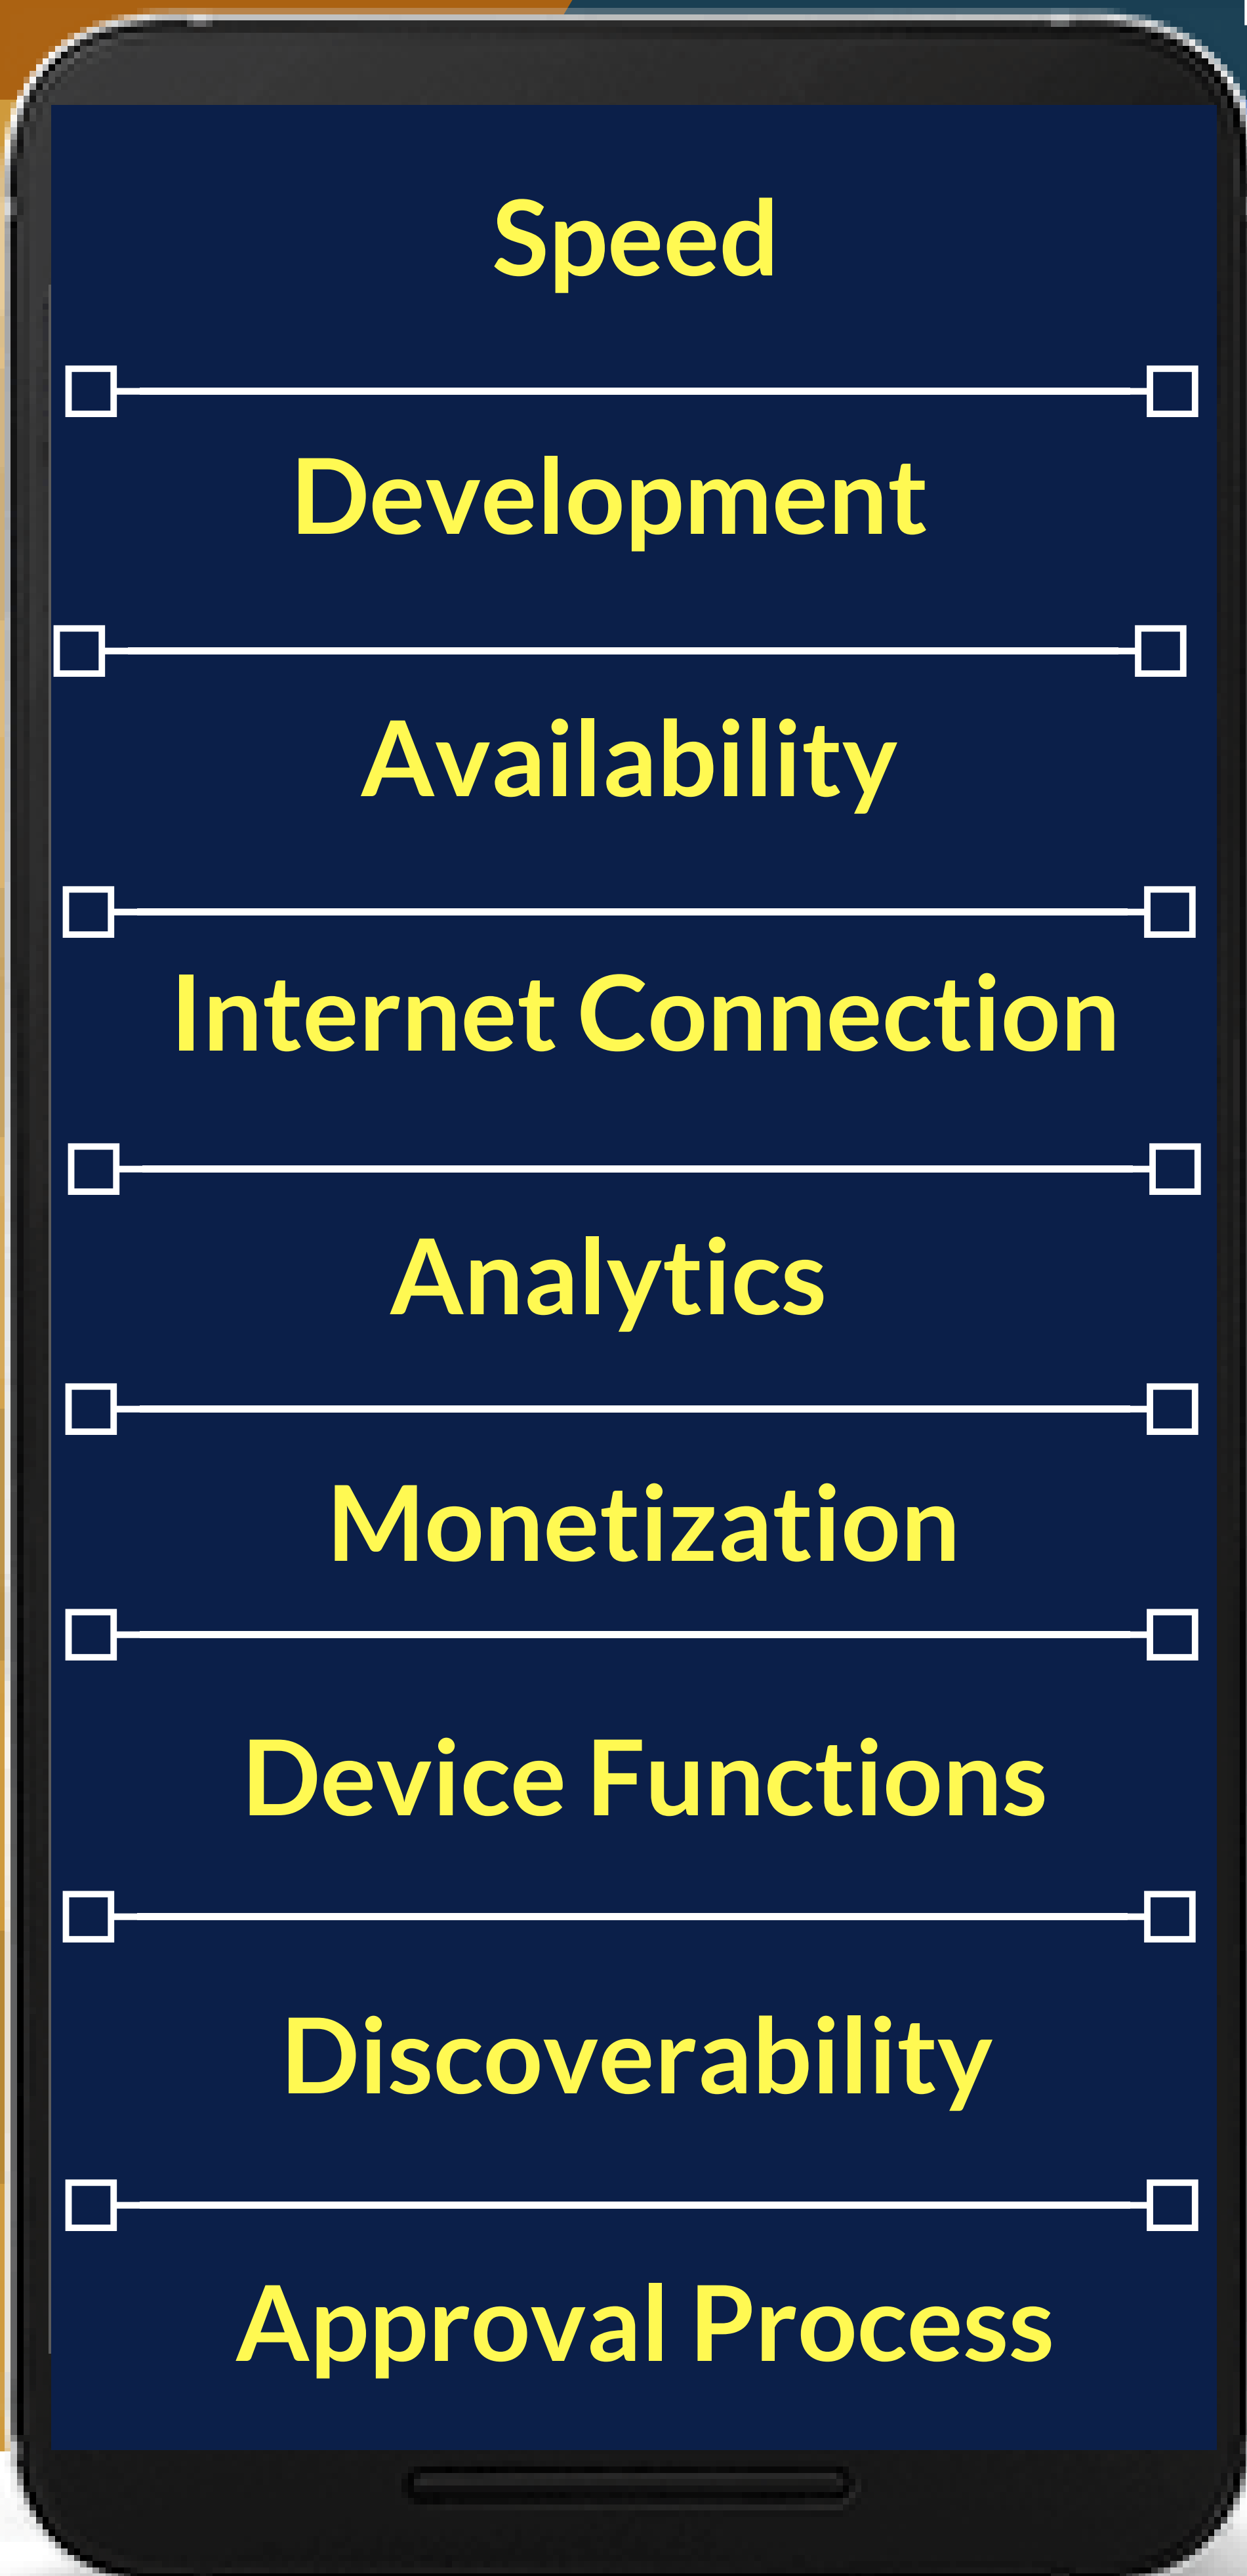 Speed
Development
Availability
Internet Connection
Analytics
Monetization
Device Functions
Discoverability
Approval Process